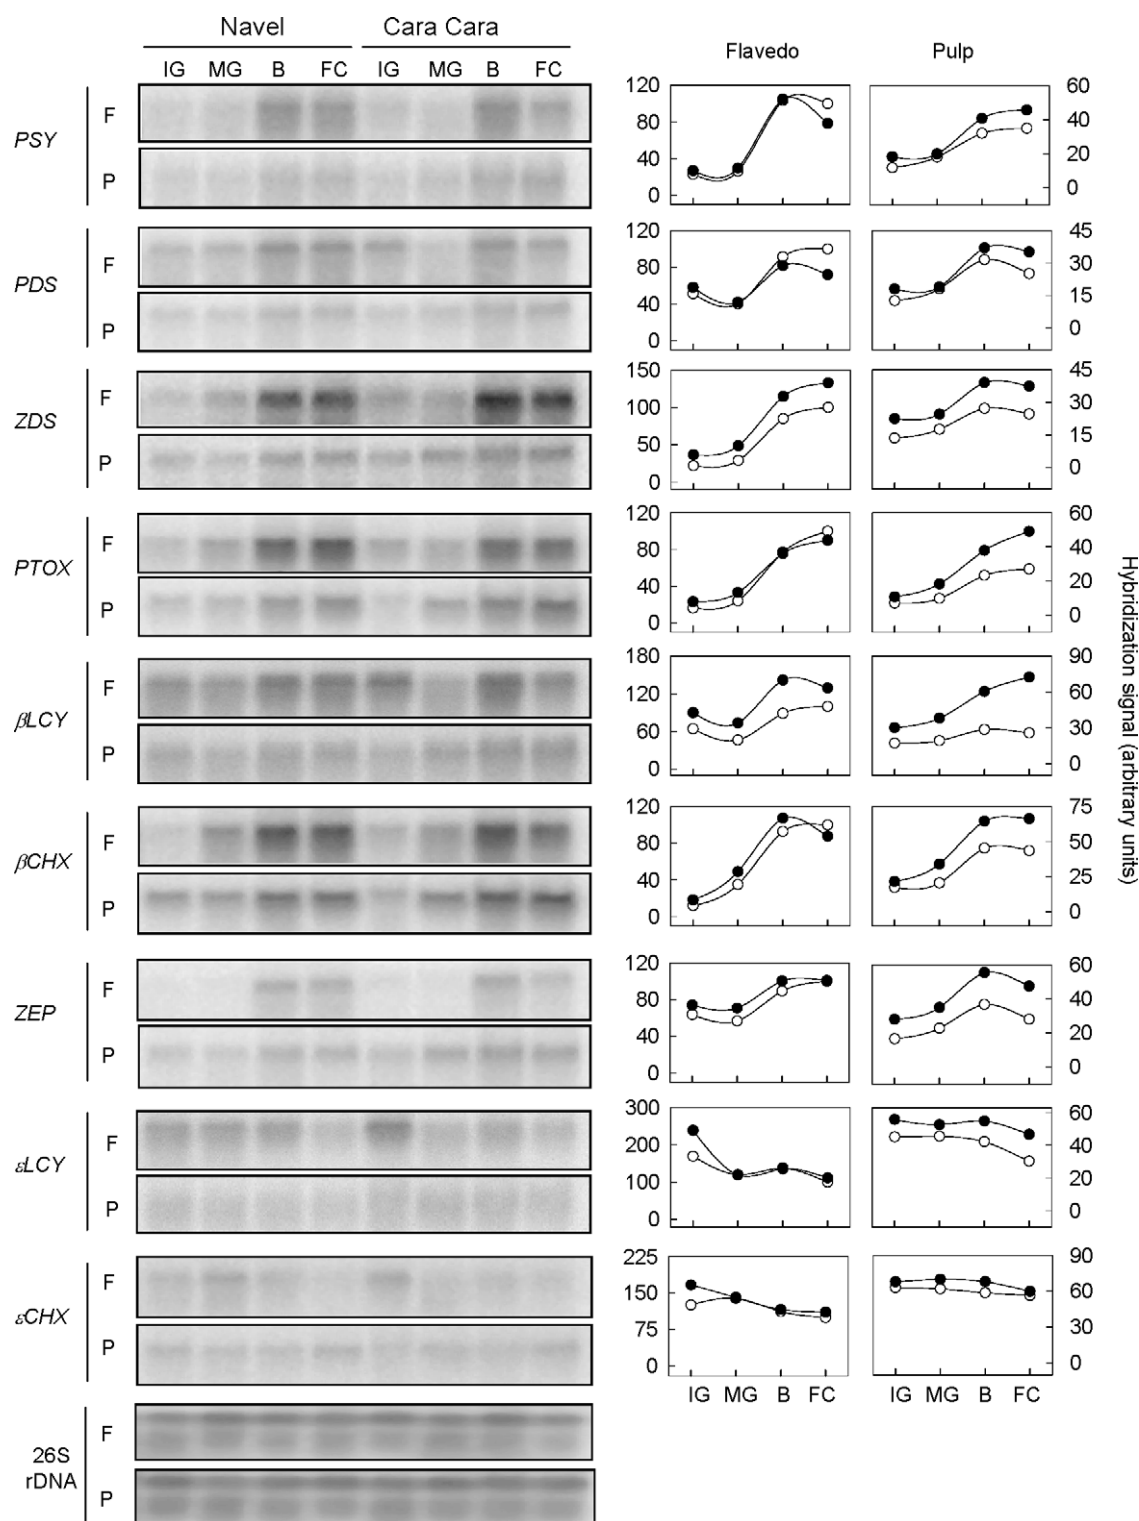 Navel Cara Cara
IG MG B FC IG MG B FC
Flavedo Pulp
PSY F P
120 80 40 0
60 40 20 0
PDS F P
120 80 40 0
45 30 15 0
ZDS F P
150 100 50 0
45 30 15 0
PTOX F P
120 80 40 0
60 40 20 0
βLCY F P
180 120 60 0
90 60 30 0
βCHX F P
120 80 40 0
75 50 25 0
ZEP F P
120 80 40 0
60 40 20 0
εLCY F P
300 200 100 0
60 40 20 0
εCHX F P
225 150 75 0
90 60 30 0
IG MG B FC IG MG B FC
26S
rDNA
F P
Hybridization signal (arbitrary units)